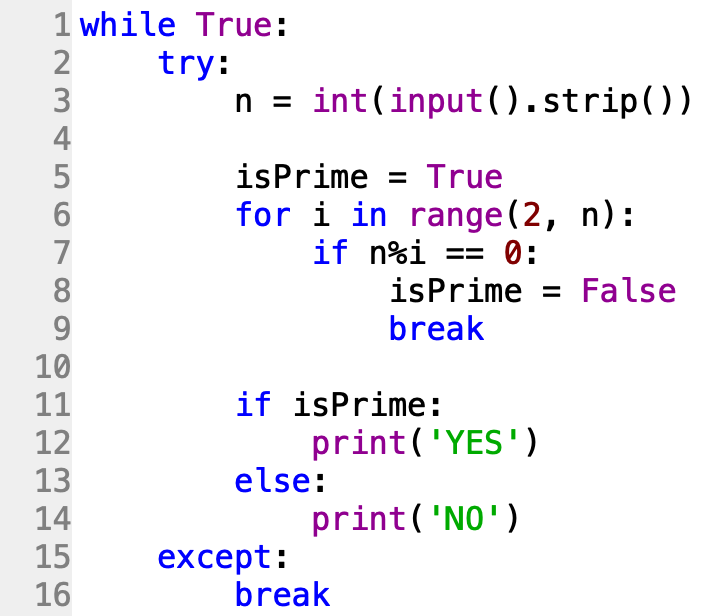 1 while True:
2     try:
3         n = int(input().strip())
4
5         isPrime = True
6         for i in range(2, n):
7             if n%i == 0:
8                 isPrime = False
9                 break
10
11         if isPrime:
12             print('YES')
13         else:
14             print('NO')
15     except:
16         break